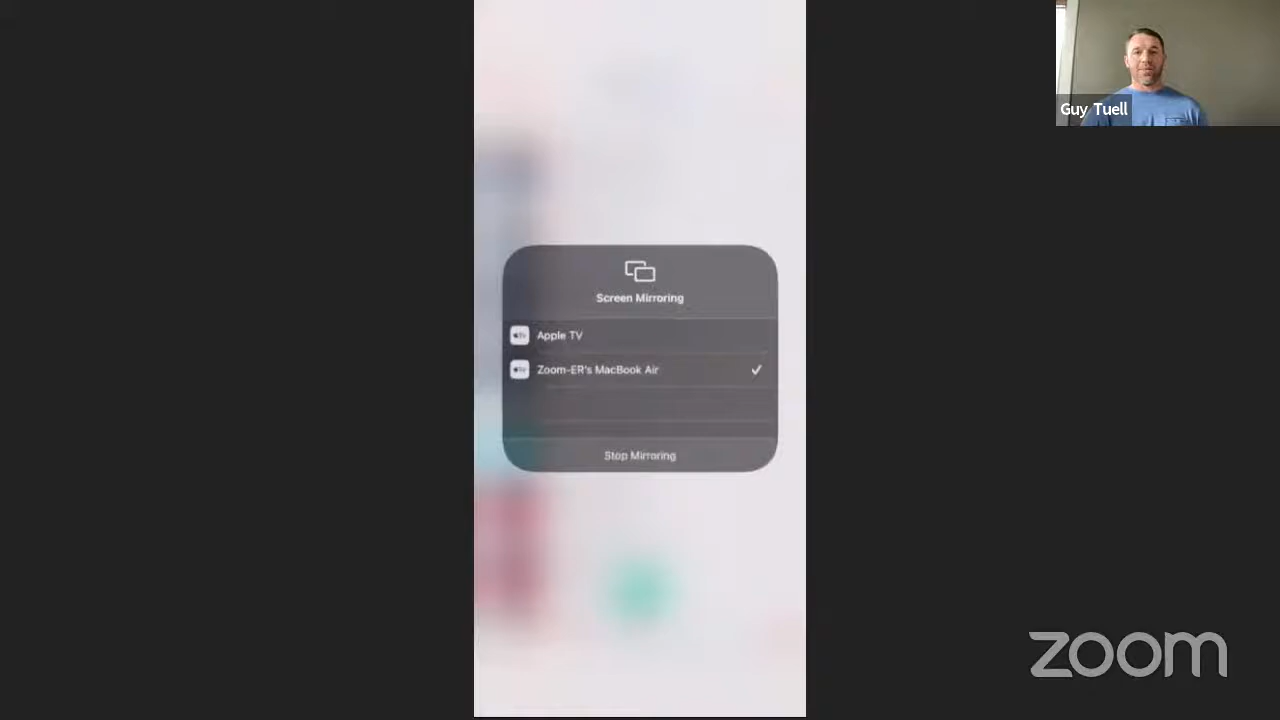 Guy Tuell
Screen Mirroring
Apple TV
Zoom-ER's MacBook Air
Stop Mirroring
zoom